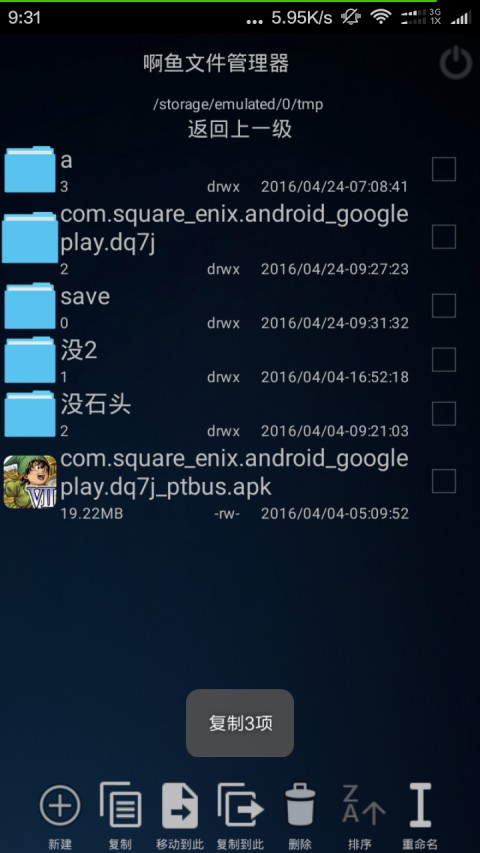 9:31 ... 5.95K/s 3G 1X
啊鱼文件管理器
/storage/emulated/0/tmp
返回上一级
a
3 drwx 2016/04/24-07:08:41
com.square_enix.android_google
play.dq7j
2 drwx 2016/04/24-09:27:23
save
0 drwx 2016/04/24-09:31:32
没2
1 drwx 2016/04/04-16:52:18
没石头
2 drwx 2016/04/04-09:21:03
com.square_enix.android_google
play.dq7j_ptbus.apk
VII
19.22MB -rw- 2016/04/04-05:09:52
复制3项
新建 复制 移动到此 复制到此 删除 排序 重命名
Z
A